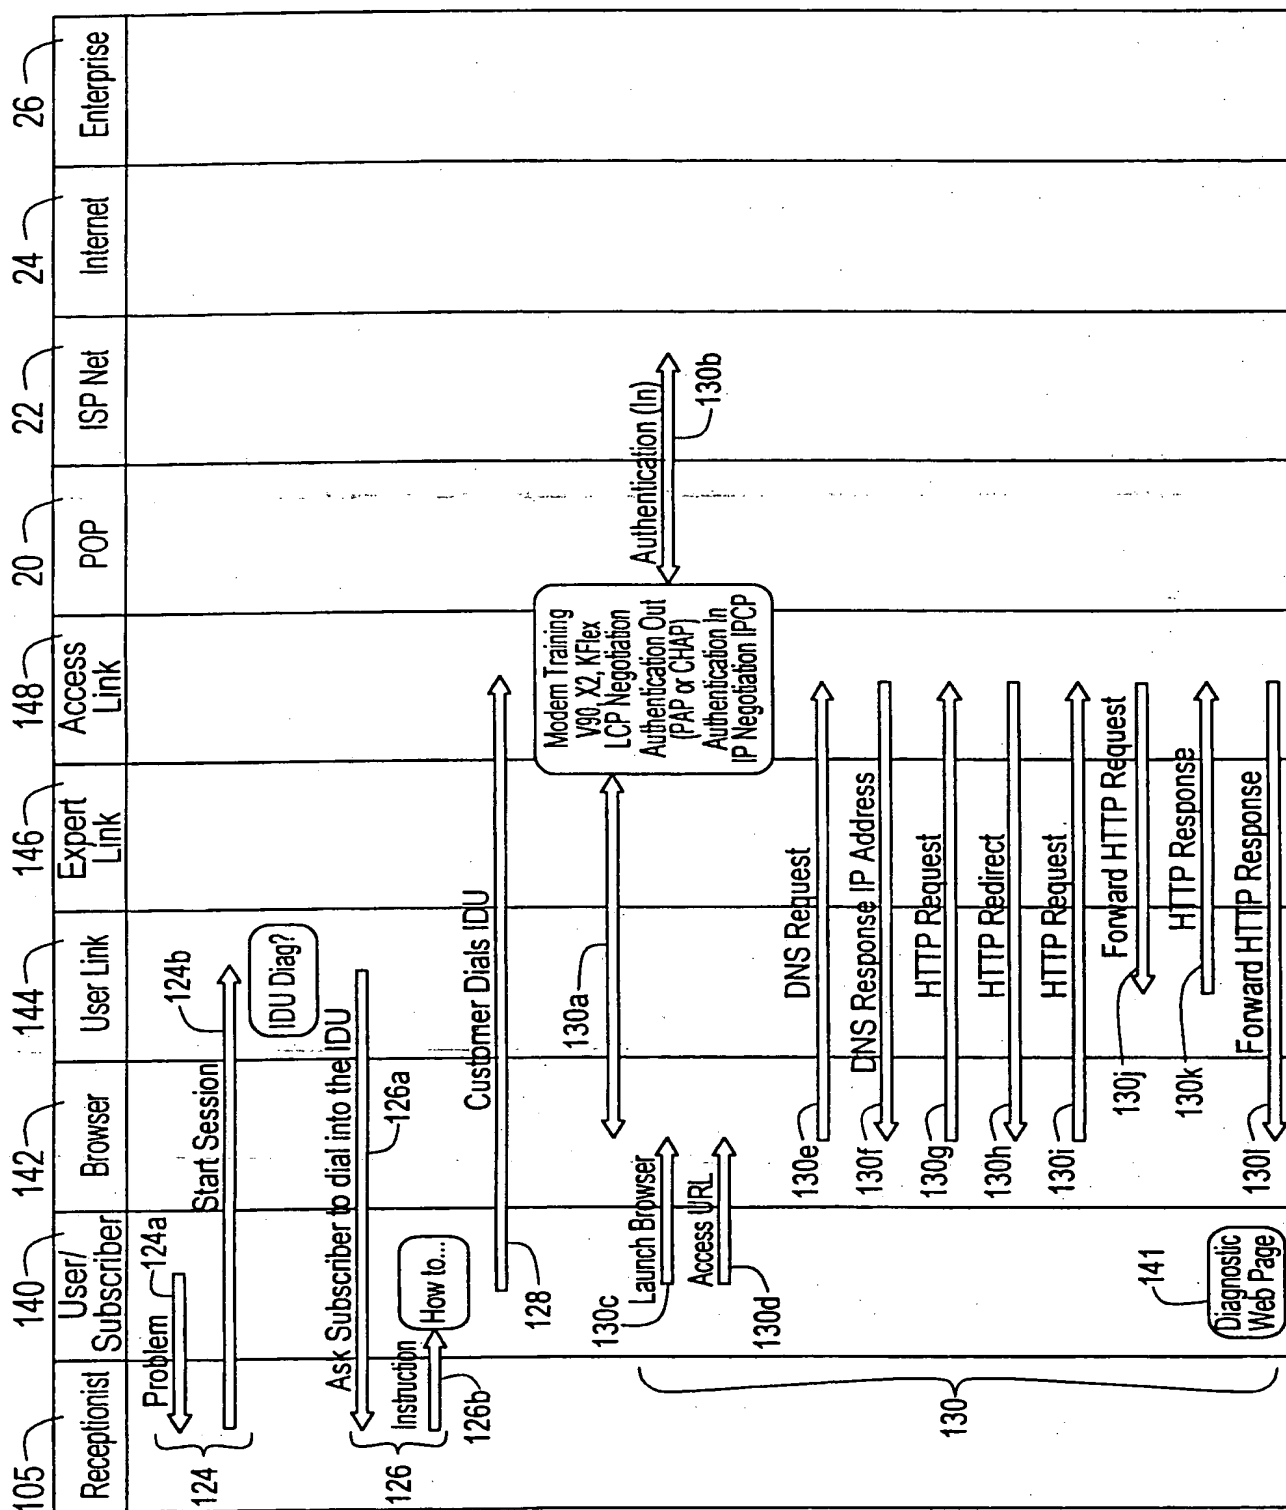 105
140
142
144
146
148
20
22
24
26
Receptionist
User/
Subscriber
Browser
User Link
Expert
Link
Access
Link
POP
ISP Net
Internet
Enterprise
124
Problem
124a
Start Session
124b
IDU Diag?
126
Ask Subscriber to dial into the IDU
126a
Instruction
126b
How to...
Customer Dials IDU
128
130a
Modem Training
V90, X2, KFlex
LCP Negotiation
Authentication Out
(PAP or CHAP)
Authentication In
IP Negotiation IPCP
Authentication (In)
130b
130
Launch Browser
130c
Access URL
130d
DNS Request
130e
DNS Response IP Address
130f
HTTP Request
130g
HTTP Redirect
130h
HTTP Request
130i
Forward HTTP Request
130j
HTTP Response
130k
Forward HTTP Response
130l
141
Diagnostic
Web Page